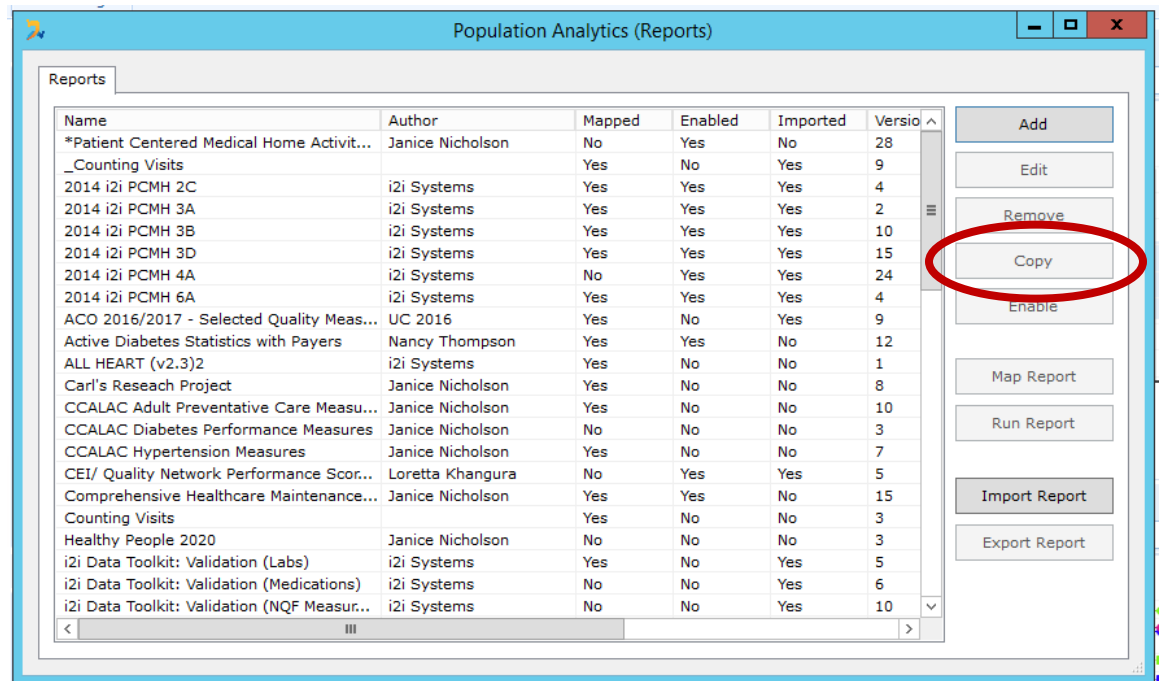 Population Analytics (Reports)
Reports
Name Author Mapped Enabled Imported Versio
*Patient Centered Medical Home Activit... Janice Nicholson No Yes No 28
_Counting Visits Yes No Yes 9
2014 i2i PCMH 2C i2i Systems Yes Yes Yes 4
2014 i2i PCMH 3A i2i Systems Yes Yes Yes 2
2014 i2i PCMH 3B i2i Systems Yes Yes Yes 10
2014 i2i PCMH 3D i2i Systems Yes Yes Yes 15
2014 i2i PCMH 4A i2i Systems No Yes Yes 24
2014 i2i PCMH 6A i2i Systems Yes Yes Yes 4
ACO 2016/2017 - Selected Quality Meas... UC 2016 Yes No Yes 9
Active Diabetes Statistics with Payers Nancy Thompson Yes Yes No 12
ALL HEART (v2.3)2 i2i Systems Yes No No 1
Carl's Reseach Project Janice Nicholson Yes No No 8
CCALAC Adult Preventative Care Measu... Janice Nicholson Yes No No 10
CCALAC Diabetes Performance Measures Janice Nicholson No No No 3
CCALAC Hypertension Measures Janice Nicholson Yes No No 7
CEI/ Quality Network Performance Scor... Loretta Khangura No Yes Yes 5
Comprehensive Healthcare Maintenance... Janice Nicholson Yes Yes No 15
Counting Visits Yes No No 3
Healthy People 2020 Janice Nicholson No No No 3
i2i Data Toolkit: Validation (Labs) i2i Systems Yes No Yes 5
i2i Data Toolkit: Validation (Medications) i2i Systems No No Yes 6
i2i Data Toolkit: Validation (NQF Measur... i2i Systems No No Yes 10
Add
Edit
Remove
Copy
Enable
Map Report
Run Report
Import Report
Export Report